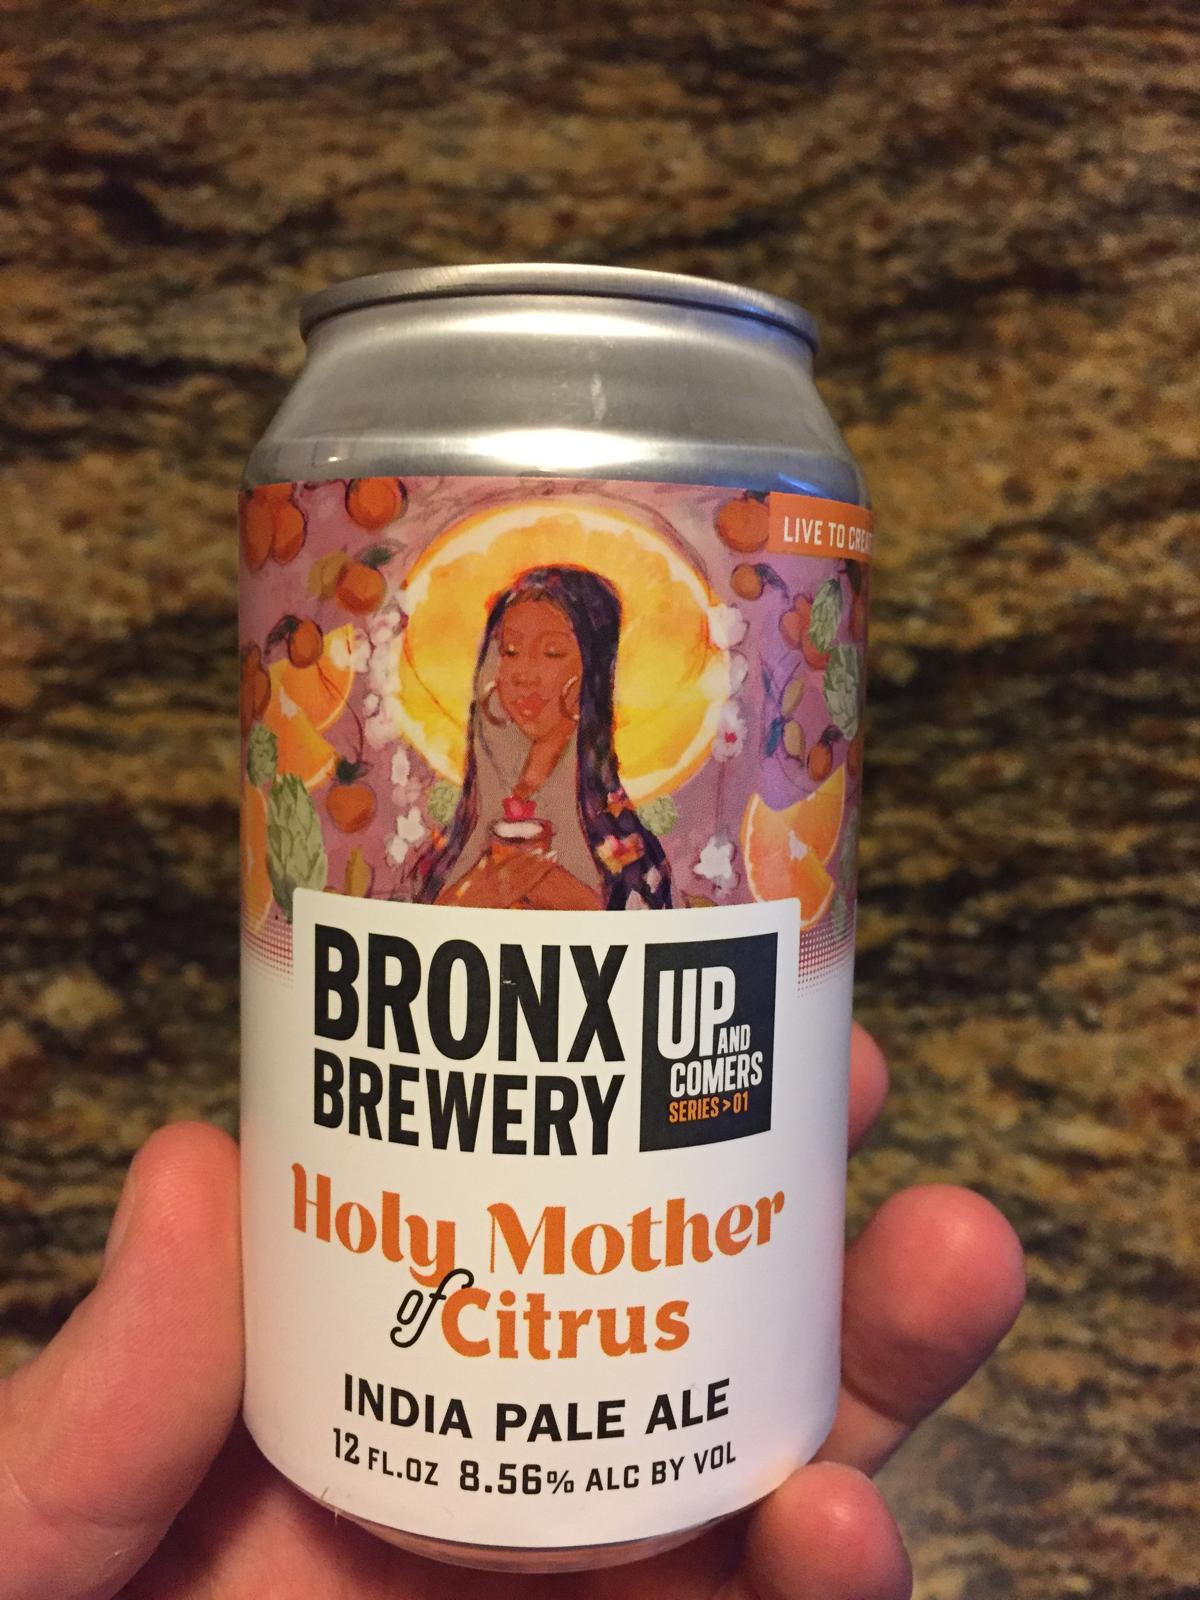 LIVE TO
BRONX
BREWERY
UP
AND
COMERS
SERIES > 01
Holy Mother
of Citrus
INDIA PALE ALE
12 FL.OZ 8.56% ALC BY VOL